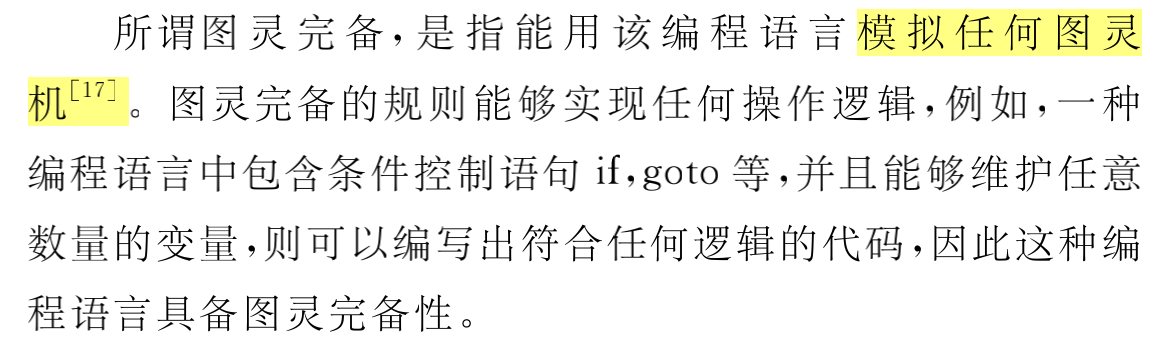 所谓图灵完备，是指能用该编程语言模拟任何图灵
机[17]。图灵完备的规则能够实现任何操作逻辑，例如，一种
编程语言中包含条件控制语句 if，goto 等，并且能够维护任意
数量的变量，则可以编写出符合任何逻辑的代码，因此这种编
程语言具备图灵完备性。